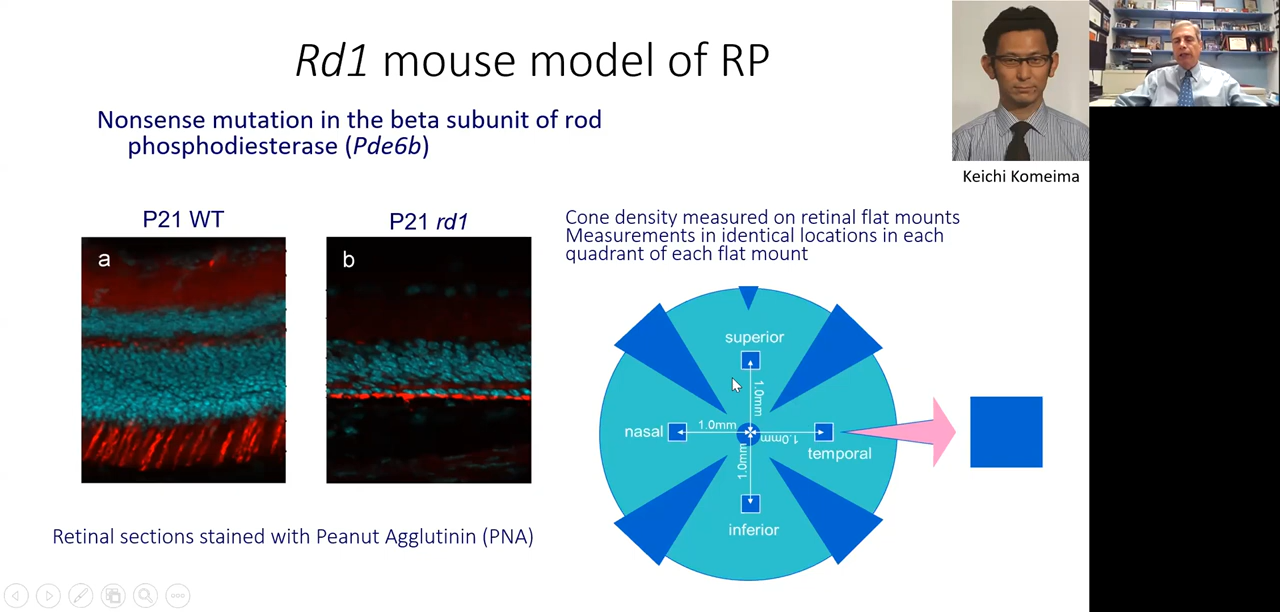 Rd1 mouse model of RP
Nonsense mutation in the beta subunit of rod
phosphodiesterase (Pde6b)
Keichi Komeima
P21 WT
P21 rd1
a
b
Cone density measured on retinal flat mounts
Measurements in identical locations in each
quadrant of each flat mount
superior
1.0mm
nasal
1.0mm
1.0mm
temporal
1.0mm
inferior
Retinal sections stained with Peanut Agglutinin (PNA)